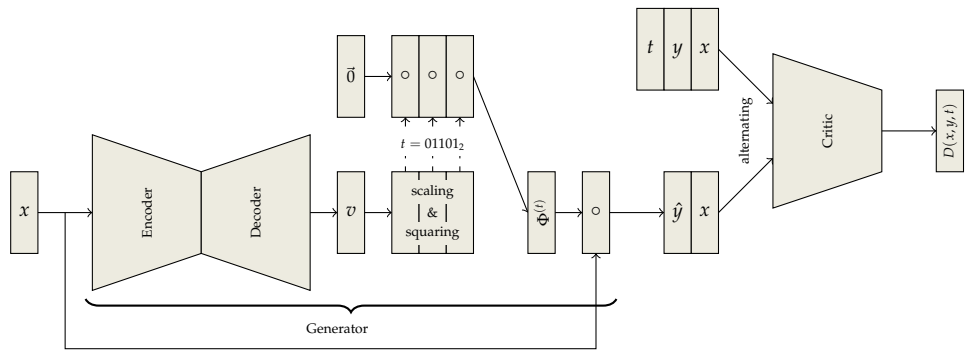 x
Encoder
Decoder
v
0⃗
∘ ∘ ∘
t = 01101₂
scaling
&
squaring
Φ⁽ᵗ⁾
∘
Generator
t y x
ŷ x
alternating
Critic
D(x, y, t)